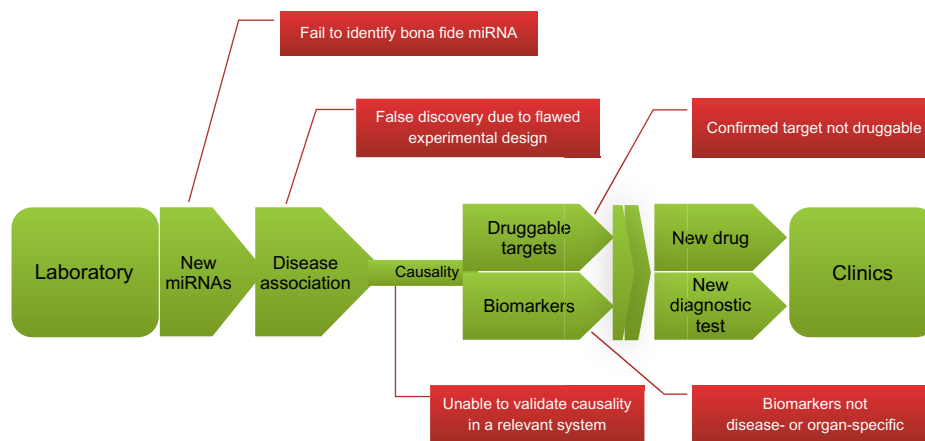 Fail to identify bona fide miRNA
False discovery due to flawed
experimental design
Confirmed target not druggable
Laboratory
New
miRNAs
Disease
association
Causality
Druggable
targets
Biomarkers
New drug
New
diagnostic
test
Clinics
Unable to validate causality
in a relevant system
Biomarkers not
disease- or organ-specific